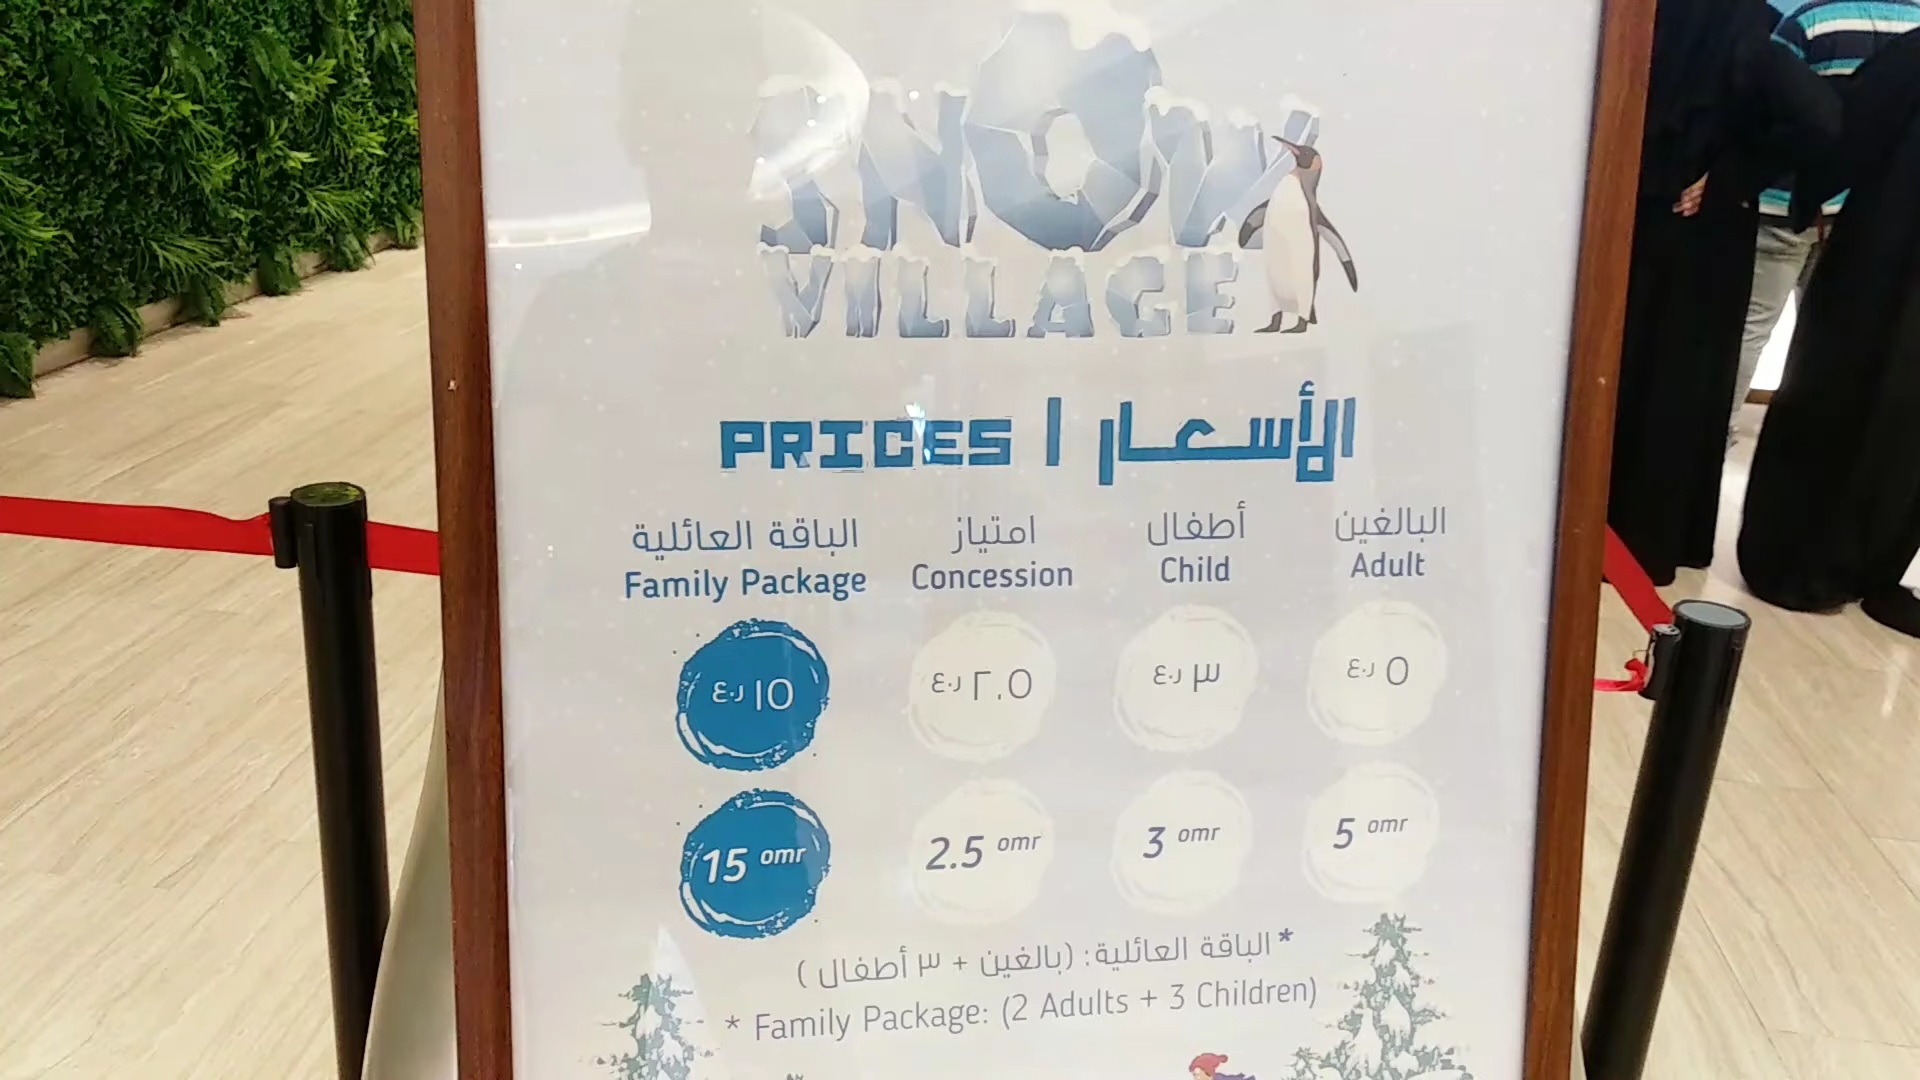 SNOW
VILLAGE
PRICES | الأسعار
الباقة العائلية امتياز أطفال البالغين
Family Package Concession Child Adult
١٥ ر.ع ٢.٥ ر.ع ٣ ر.ع ٥ ر.ع
15 omr 2.5 omr 3 omr 5 omr
* الباقة العائلية: (بالغين + ٣ أطفال )
* Family Package: (2 Adults + 3 Children)